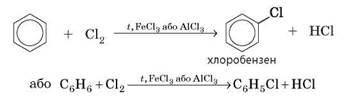 + Cl₂ t, FeCl₃ або AlCl₃ Cl + HCl
хлоробензен
або C₆H₆ + Cl₂ t, FeCl₃ або AlCl₃ C₆H₅Cl + HCl